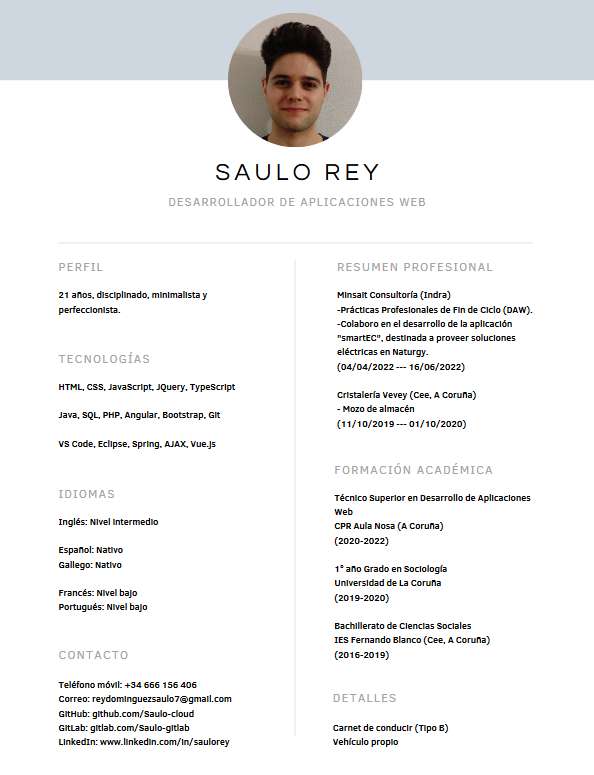 SAULO REY
DESARROLLADOR DE APLICACIONES WEB
PERFIL
21 años, disciplinado, minimalista y
perfeccionista.
TECNOLOGÍAS
HTML, CSS, JavaScript, JQuery, TypeScript
Java, SQL, PHP, Angular, Bootstrap, Git
VS Code, Eclipse, Spring, AJAX, Vue.js
IDIOMAS
Inglés: Nivel intermedio
Español: Nativo
Gallego: Nativo
Francés: Nivel bajo
Portugués: Nivel bajo
CONTACTO
Teléfono móvil: +34 666 156 406
Correo: reydominguezsaulo7@gmail.com
GitHub: github.com/Saulo-cloud
GitLab: gitlab.com/Saulo-gitlab
LinkedIn: www.linkedin.com/in/saulorey
RESUMEN PROFESIONAL
Minsait Consultoría (Indra)
-Prácticas Profesionales de Fin de Ciclo (DAW).
-Colaboro en el desarrollo de la aplicación
"smartEC", destinada a proveer soluciones
eléctricas en Naturgy.
(04/04/2022 --- 16/06/2022)
Cristalería Vevey (Cee, A Coruña)
- Mozo de almacén
(11/10/2019 --- 01/10/2020)
FORMACIÓN ACADÉMICA
Técnico Superior en Desarrollo de Aplicaciones
Web
CPR Aula Nosa (A Coruña)
(2020-2022)
1° año Grado en Sociología
Universidad de La Coruña
(2019-2020)
Bachillerato de Ciencias Sociales
IES Fernando Blanco (Cee, A Coruña)
(2016-2019)
DETALLES
Carnet de conducir (Tipo B)
Vehículo propio